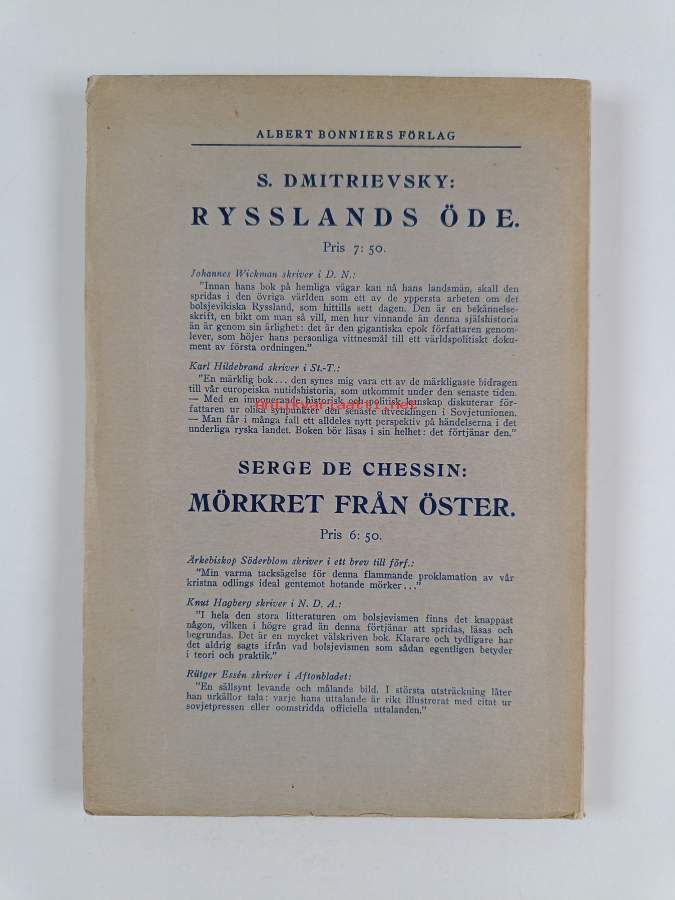 ALBERT BONNIERS FÖRLAG
S. DMITRIEVSKY:
RYSSLANDS ÖDE.
Pris 7: 50.
Johannes Wickman skriver i D. N.:
"Innan hans bok på hemliga vägar kan nå hans landsmän, skall den
spridas i den övriga världen som ett av de yppersta arbeten om det
bolsjevikiska Ryssland, som hittills sett dagen. Den är en bekännelse-
skrift, en bikt om man så vill, men hur vinnande än denna själshistoria
än är genom sin ärlighet: det är den gigantiska epok författaren genom-
lever, som höjer hans personliga vittnesmål till ett världspolitiskt doku-
ment av första ordningen."
Karl Hildebrand skriver i St.-T.:
"En märklig bok... den synes mig vara ett av de märkligaste bidragen
till vår europeiska nutidshistoria, som utkommit under den senaste tiden.
— Med en imponerande historisk och politisk kunskap diskuterar för-
antikvariaatti.net
fattaren ur olika synpunkter den senaste utvecklingen i Sovjetunionen.
— Man får i många fall ett alldeles nytt perspektiv på händelserna i det
underliga ryska landet. Boken bör läsas i sin helhet: det förtjänar den."
SERGE DE CHESSIN:
MÖRKRET FRÅN ÖSTER.
Pris 6: 50.
Ärkebiskop Söderblom skriver i ett brev till förf.:
"Min varma tacksägelse för denna flammande proklamation av vår
kristna odlings ideal gentemot hotande mörker..."
Knut Hagberg skriver i N. D. A.:
"I hela den stora litteraturen om bolsjevismen finns det knappast
någon, vilken i högre grad än denna förtjänar att spridas, läsas och
begrundas. Det är en mycket välskriven bok. Klarare och tydligare har
det aldrig sagts ifrån vad bolsjevismen som sådan egentligen betyder
i teori och praktik."
Rütger Essén skriver i Aftonbladet:
"En sällsynt levande och målande bild. I största utsträckning låter
han urkällor tala: varje hans uttalande är rikt illustrerat med citat ur
sovjetpressen eller oomstridda officiella uttalanden."